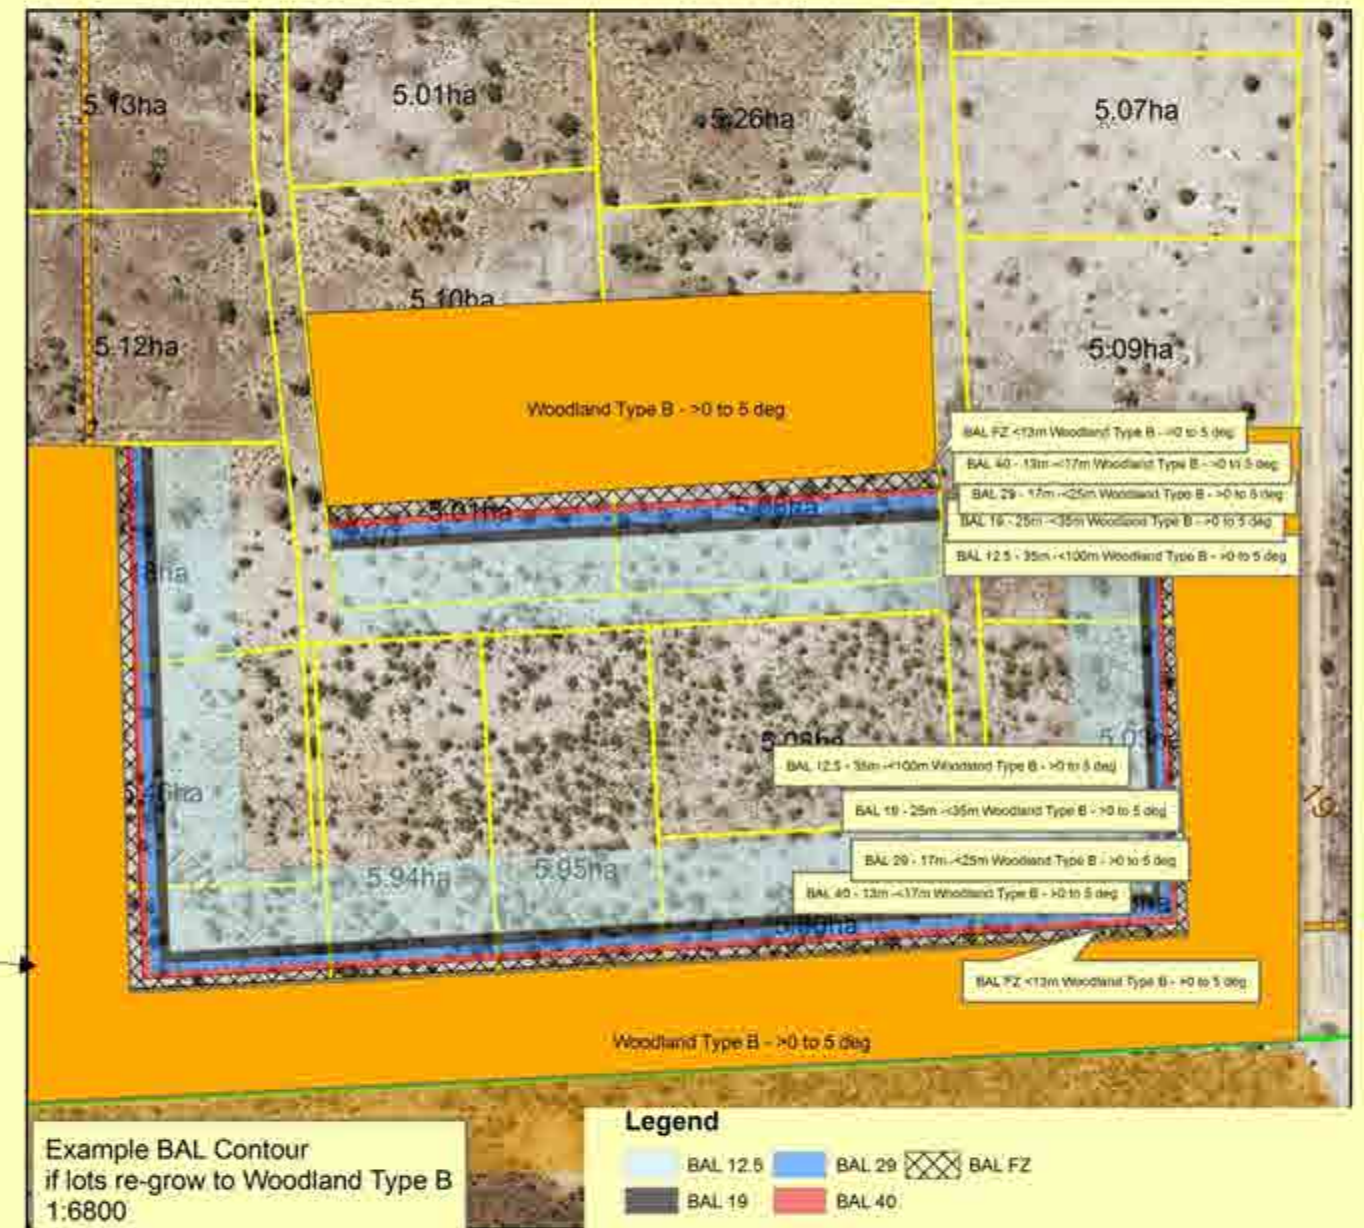 5.13ha
5.01ha
5.26ha
5.07ha
5.10ha
5.12ha
5.09ha
Woodland Type B - >0 to 5 deg
BAL FZ <13m Woodland Type B - >0 to 5 deg
BAL 40 - 13m -<17m Woodland Type B - >0 to 5 deg
BAL 29 - 17m -<25m Woodland Type B - >0 to 5 deg
BAL 19 - 25m -<35m Woodland Type B - >0 to 5 deg
BAL 12.5 - 35m -<100m Woodland Type B - >0 to 5 deg
5.01ha
5.08ha
BAL 12.5 - 35m -<100m Woodland Type B - >0 to 5 deg
BAL 19 - 25m -<35m Woodland Type B - >0 to 5 deg
BAL 29 - 17m -<25m Woodland Type B - >0 to 5 deg
BAL 40 - 13m -<17m Woodland Type B - >0 to 5 deg
5.94ha
5.95ha
BAL FZ <13m Woodland Type B - >0 to 5 deg
Woodland Type B - >0 to 5 deg
Example BAL Contour
if lots re-grow to Woodland Type B
1:6800
Legend
BAL 12.5
BAL 29
BAL FZ
BAL 19
BAL 40